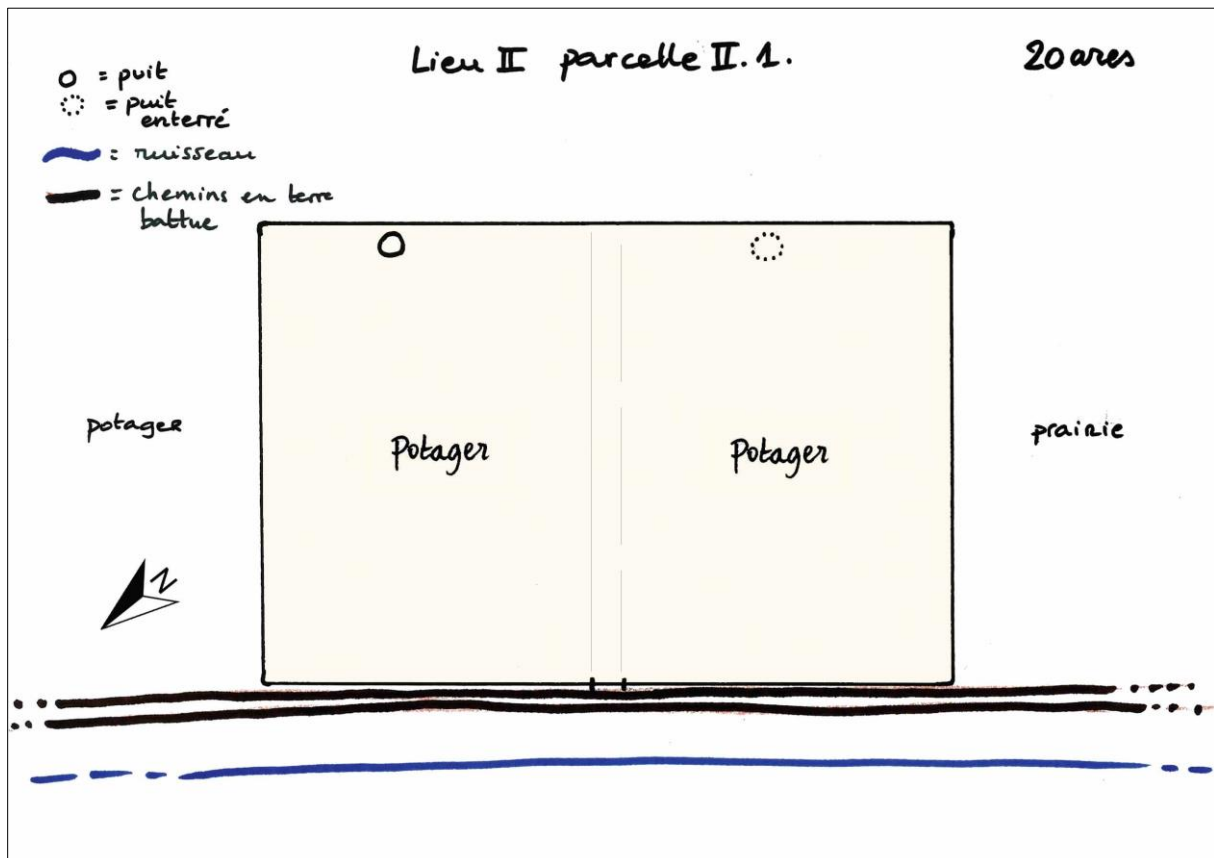 Lieu II parcelle II.1.
20 ares
= puit
= puit
enterré
= ruisseau
= chemins en terre
battue
potager
Potager
Potager
prairie
N